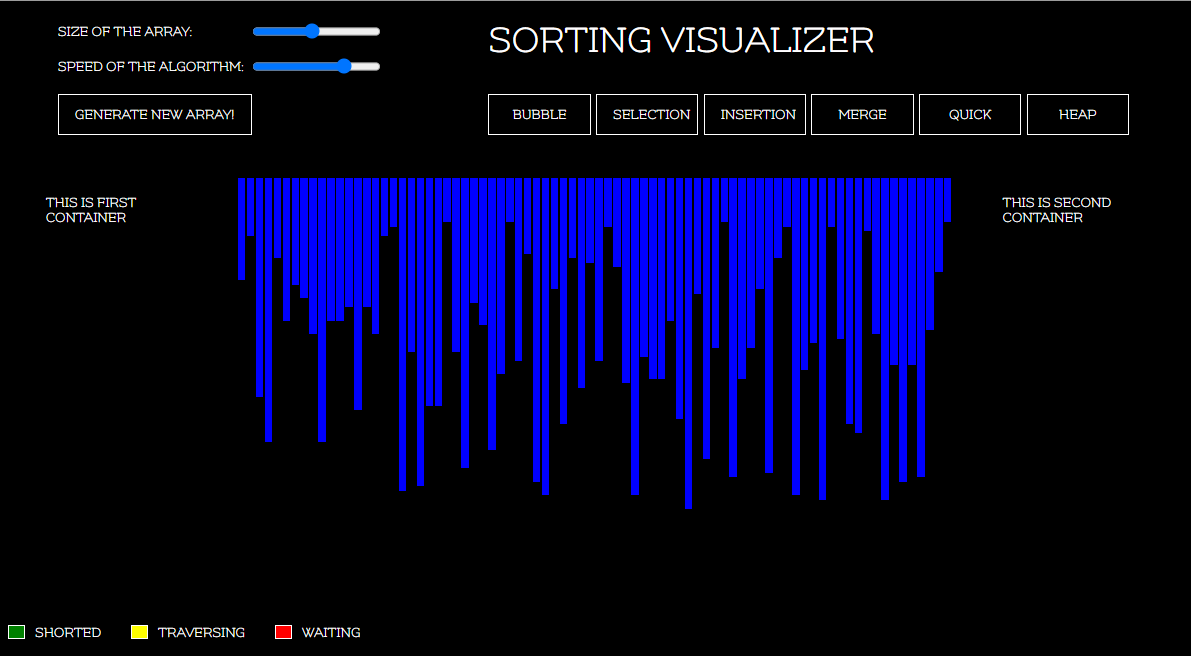 SIZE OF THE ARRAY:
SPEED OF THE ALGORITHM:
GENERATE NEW ARRAY!
SORTING VISUALIZER
BUBBLE
SELECTION
INSERTION
MERGE
QUICK
HEAP
THIS IS FIRST
CONTAINER
THIS IS SECOND
CONTAINER
SHORTED
TRAVERSING
WAITING